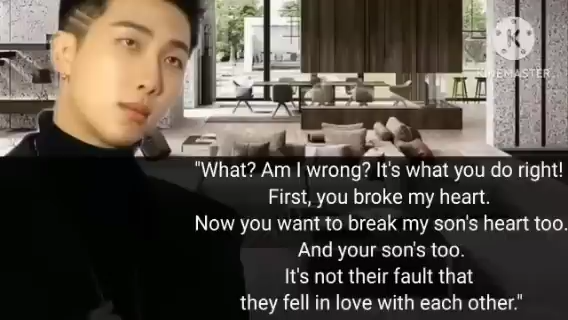 KINEMASTER
"What? Am I wrong? It's what you do right!
First, you broke my heart.
Now you want to break my son's heart too.
And your son's too.
It's not their fault that
they fell in love with each other."